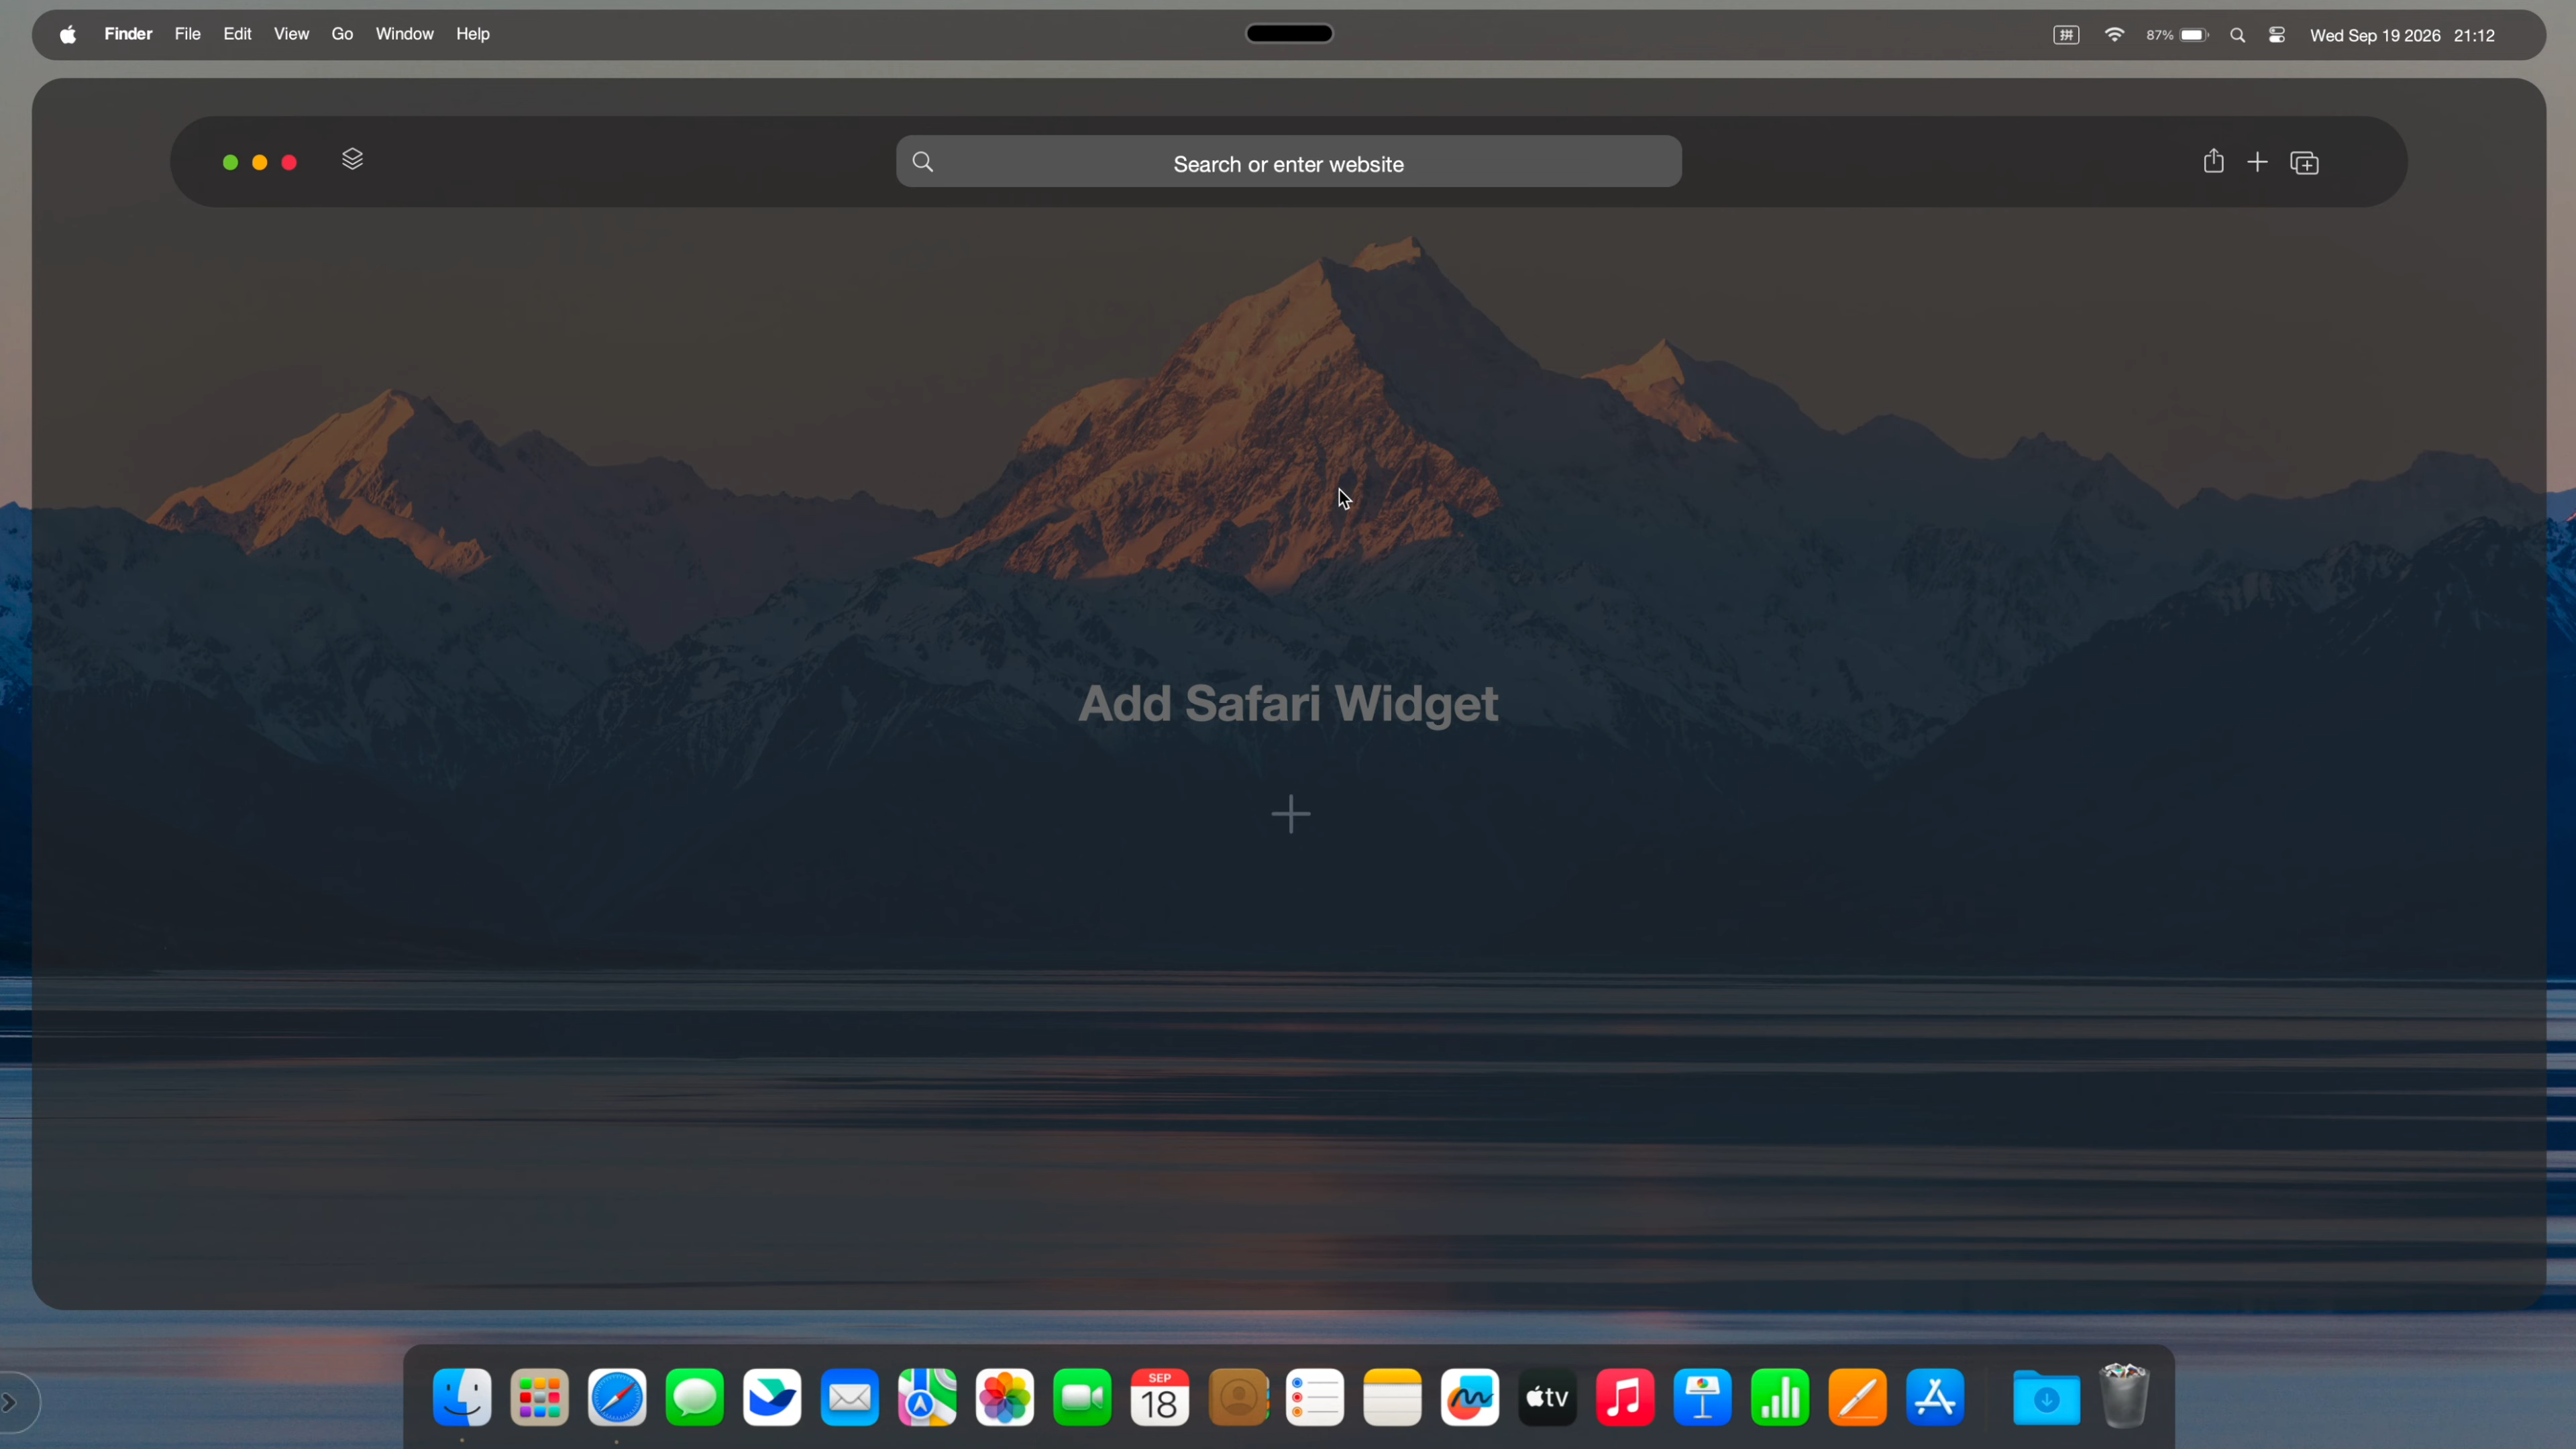 Finder File Edit View Go Window Help
拼 87% Wed Sep 19 2026 21:12
Search or enter website
Add Safari Widget
SEP
18
tv